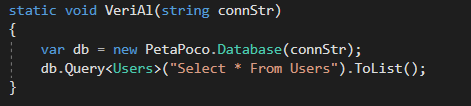 static void VeriAl(string connStr)
{
    var db = new PetaPoco.Database(connStr);
    db.Query<Users>("Select * From Users").ToList();
}